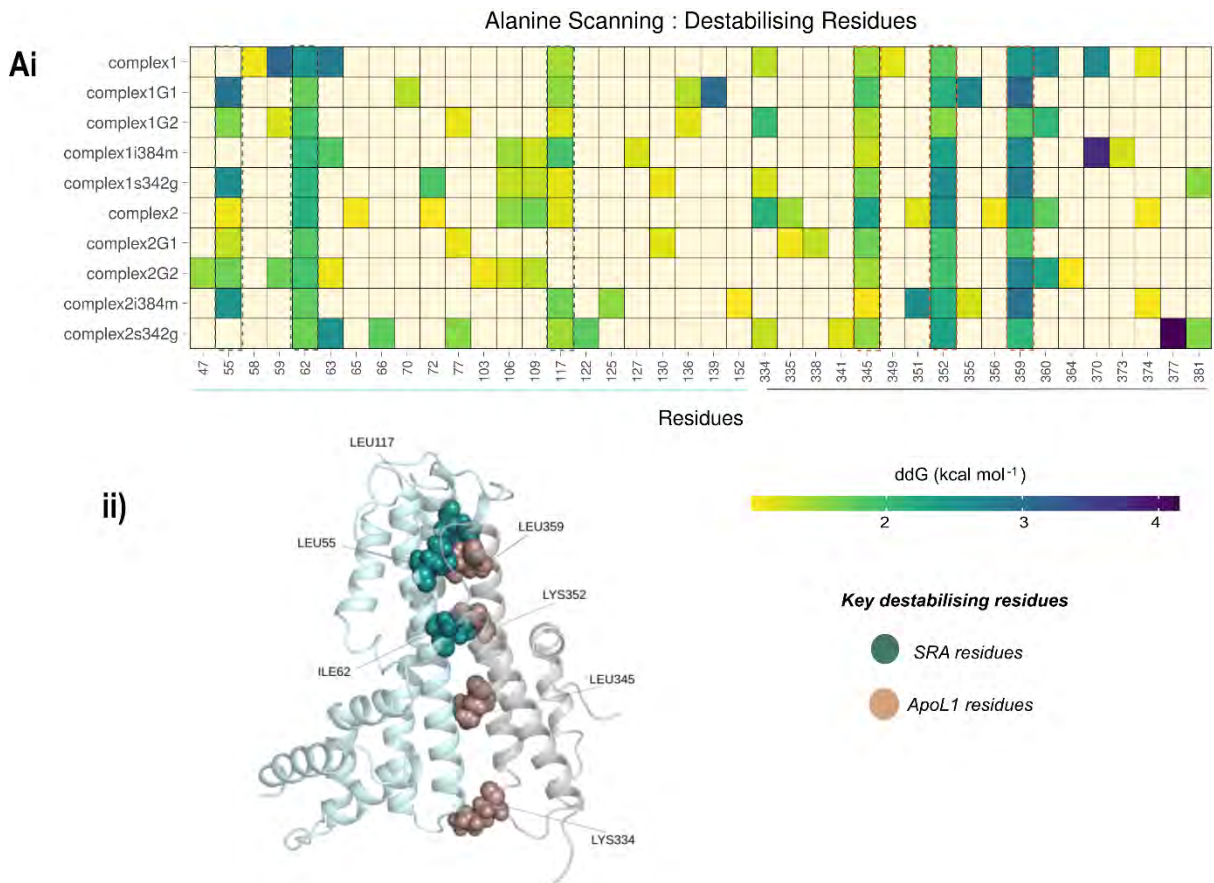 Alanine Scanning : Destabilising Residues
Ai
complex1
complex1G1
complex1G2
complex1i384m
complex1s342g
complex2
complex2G1
complex2G2
complex2i384m
complex2s342g
47 55 58 59 62 63 65 66 70 72 77 103 106 109 117 122 125 127 130 136 139 152 334 335 338 341 345 349 351 352 355 359 360 364 366 370 373 374 377 381
Residues
ii)
LEU117
LEU55
LEU359
LYS352
ILE62
LEU345
LYS334
ddG (kcal mol⁻¹)
2 3 4
Key destabilising residues
SRA residues
ApoL1 residues